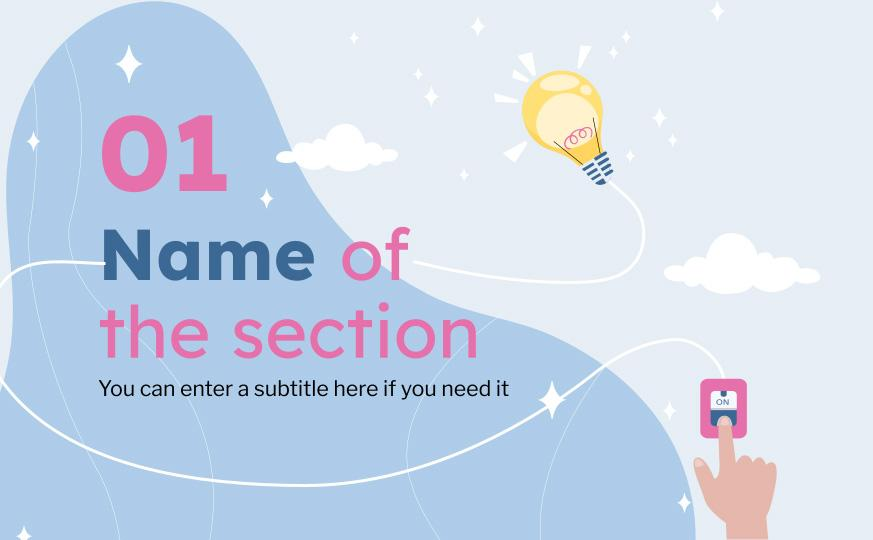 01
Name of
the section
You can enter a subtitle here if you need it
ON